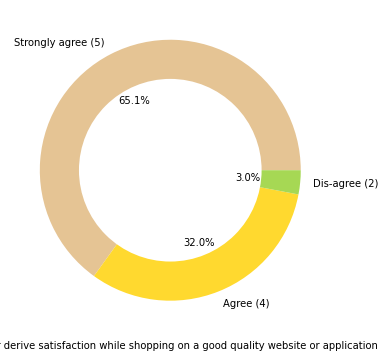 Strongly agree (5)
65.1%
3.0%
Dis-agree (2)
32.0%
Agree (4)
derive satisfaction while shopping on a good quality website or application